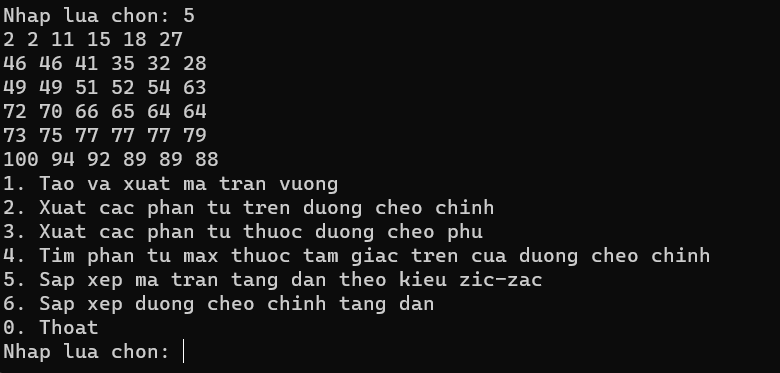 Nhap lua chon: 5
2 2 11 15 18 27
46 46 41 35 32 28
49 49 51 52 54 63
72 70 66 65 64 64
73 75 77 77 77 79
100 94 92 89 89 88
1. Tao va xuat ma tran vuong
2. Xuat cac phan tu tren duong cheo chinh
3. Xuat cac phan tu thuoc duong cheo phu
4. Tim phan tu max thuoc tam giac tren cua duong cheo chinh
5. Sap xep ma tran tang dan theo kieu zic-zac
6. Sap xep duong cheo chinh tang dan
0. Thoat
Nhap lua chon: